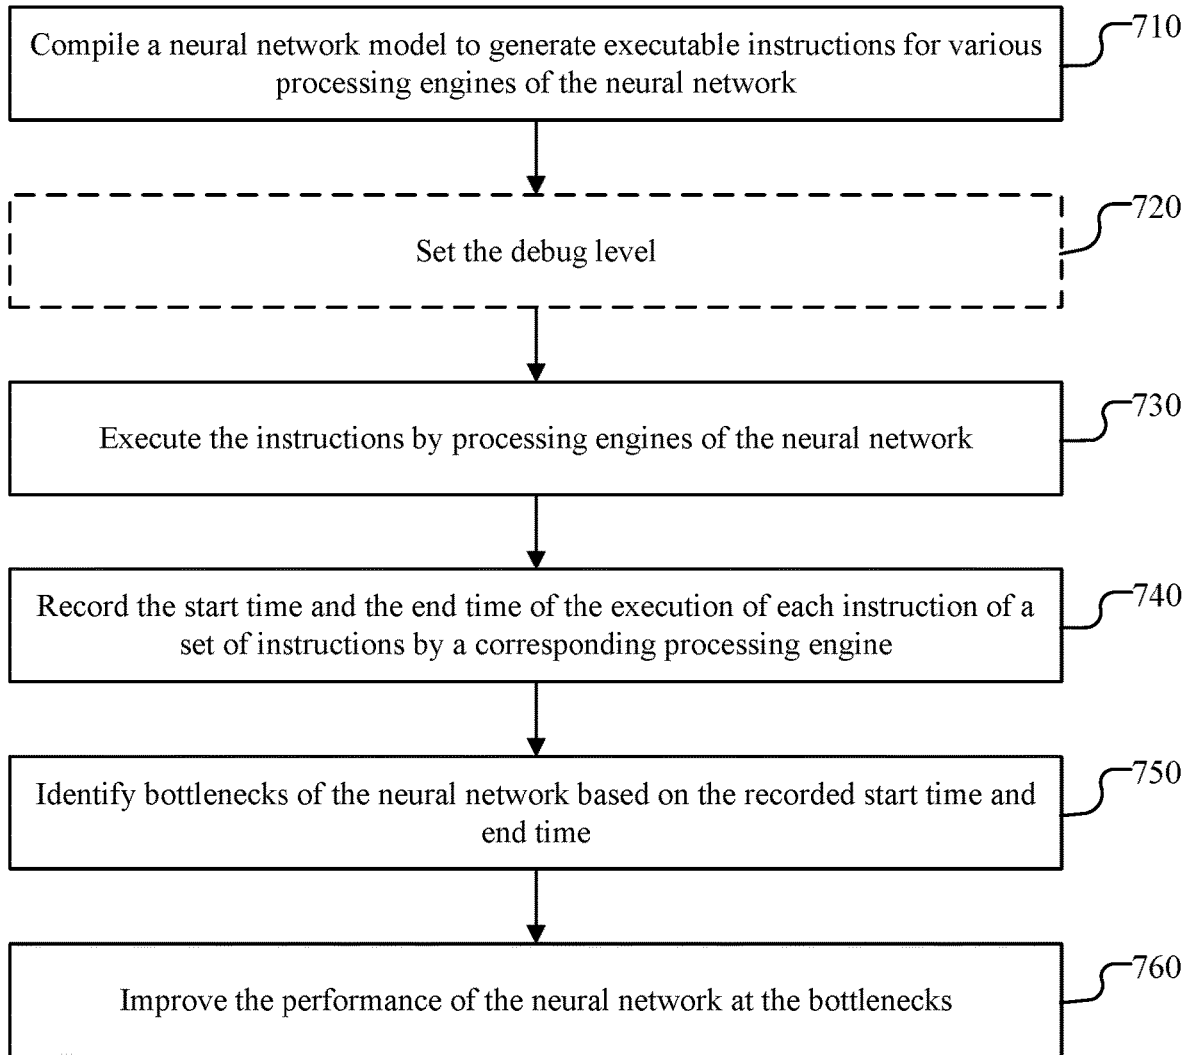 710
Compile a neural network model to generate executable instructions for various
processing engines of the neural network
720
Set the debug level
730
Execute the instructions by processing engines of the neural network
740
Record the start time and the end time of the execution of each instruction of a
set of instructions by a corresponding processing engine
750
Identify bottlenecks of the neural network based on the recorded start time and
end time
760
Improve the performance of the neural network at the bottlenecks